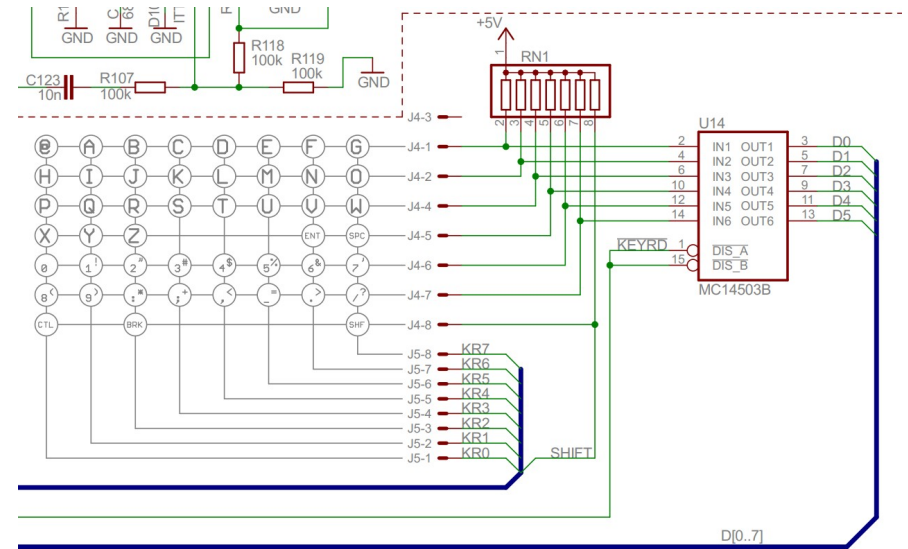 R1
C
68
D10
ITT
R
GND
GND GND GND
+5V
R118
100k
R119
100k
GND
C123
10n
R107
100k
RN1
1
2 3 4 5 6 7 8
J4-3
@ A B C D E F G J4-1
H I J K L M N O J4-2
P Q R S T U V W J4-4
X Y Z ENT SPC J4-5
0 1! 2" 3# 4$ 5% 6& 7' J4-6
8( 9) :* ;+ ,< _= .> /? J4-7
CTL BRK SHF J4-8
J5-8 KR7
J5-7 KR6
J5-6 KR5
J5-5 KR4
J5-4 KR3
J5-3 KR2
J5-2 KR1
J5-1 KR0
SHIFT
U14
2 IN1 OUT1 3 D0
4 IN2 OUT2 5 D1
6 IN3 OUT3 7 D2
10 IN4 OUT4 9 D3
12 IN5 OUT5 11 D4
14 IN6 OUT6 13 D5
KEYRD 1 DIS_A
15 DIS_B
MC14503B
D[0..7]